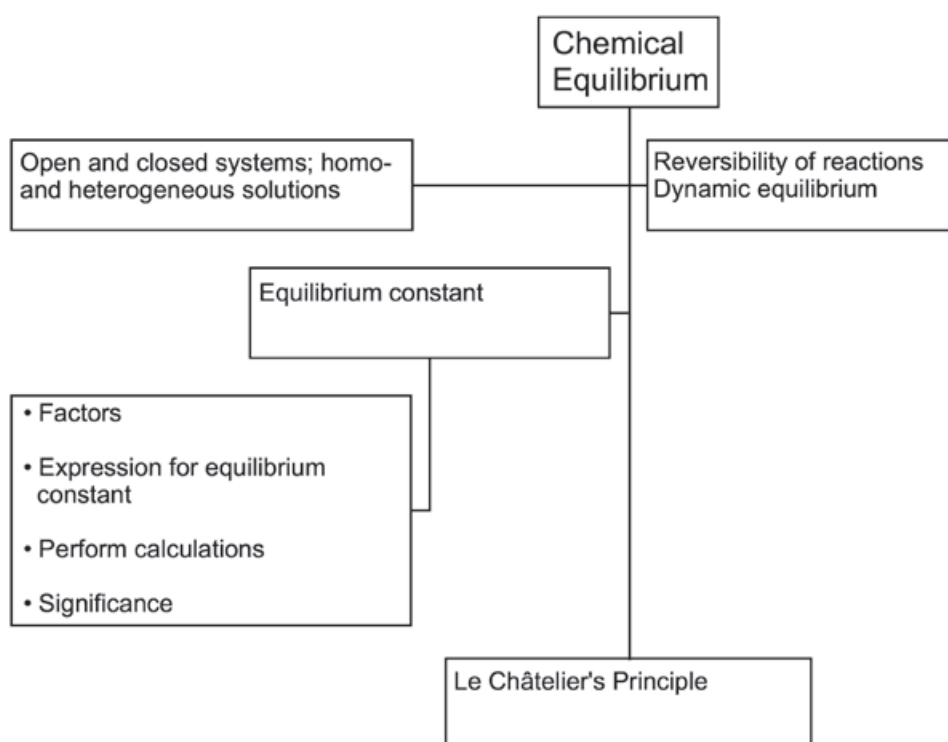 Chemical
Equilibrium
Open and closed systems; homo-
and heterogeneous solutions
Reversibility of reactions
Dynamic equilibrium
Equilibrium constant
• Factors
• Expression for equilibrium
constant
• Perform calculations
• Significance
Le Châtelier's Principle